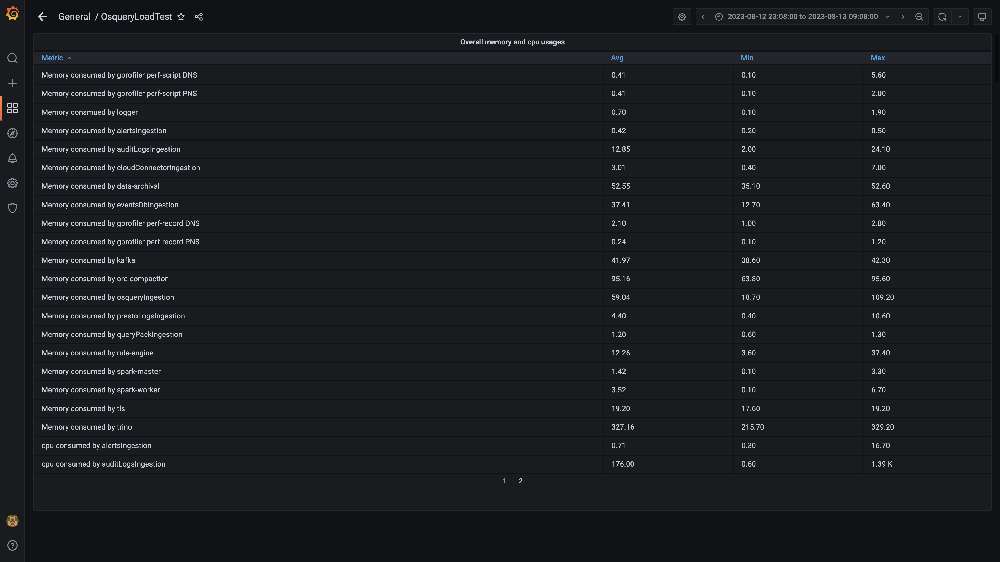 General / OsqueryLoadTest
2023-08-12 23:08:00 to 2023-08-13 09:08:00
Overall memory and cpu usages
Metric Avg Min Max
Memory consumed by gprofiler perf-script DNS 0.41 0.10 5.60
Memory consumed by gprofiler perf-script PNS 0.41 0.10 2.00
Memory consmued by logger 0.70 0.10 1.90
Memory consumed by alertsIngestion 0.42 0.20 0.50
Memory consumed by auditLogsIngestion 12.85 2.00 24.10
Memory consumed by cloudConnectorIngestion 3.01 0.40 7.00
Memory consumed by data-archival 52.55 35.10 52.60
Memory consumed by eventsDbIngestion 37.41 12.70 63.40
Memory consumed by gprofiler perf-record DNS 2.10 1.00 2.80
Memory consumed by gprofiler perf-record PNS 0.24 0.10 1.20
Memory consumed by kafka 41.97 38.60 42.30
Memory consumed by orc-compaction 95.16 63.80 95.60
Memory consumed by osqueryIngestion 59.04 18.70 109.20
Memory consumed by prestoLogsIngestion 4.40 0.40 10.60
Memory consumed by queryPackIngestion 1.20 0.60 1.30
Memory consumed by rule-engine 12.26 3.60 37.40
Memory consumed by spark-master 1.42 0.10 3.30
Memory consumed by spark-worker 3.52 0.10 6.70
Memory consumed by tls 19.20 17.60 19.20
Memory consumed by trino 327.16 215.70 329.20
cpu consumed by alertsIngestion 0.71 0.30 16.70
cpu consumed by auditLogsIngestion 176.00 0.60 1.39 K
1 2